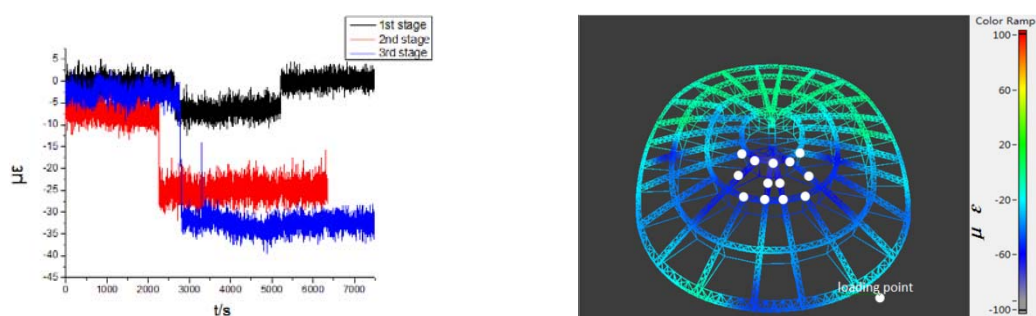 1st stage
2nd stage
3rd stage
5
0
-5
-10
-15
-20
-25
-30
-35
-45
με
0 1000 2000 3000 4000 5000 6000 7000
t/s
Color Ramp
100
60
20
-20
-60
-100
μ ε
loading point